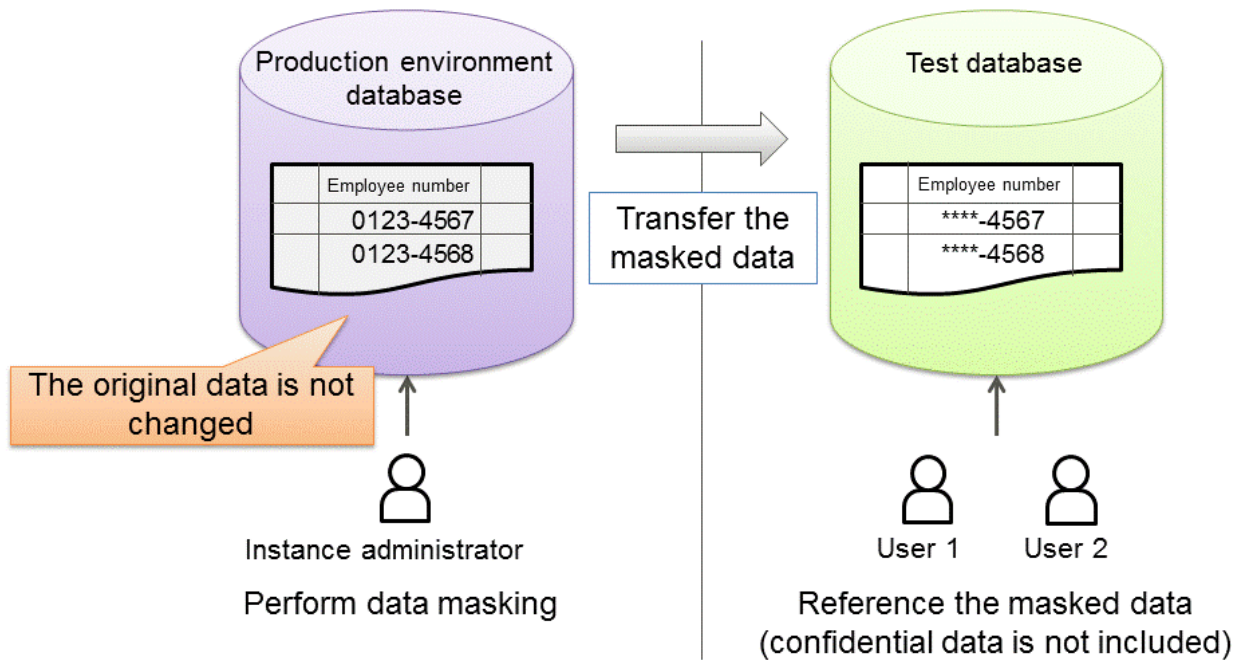 Production environment
database
Employee number
0123-4567
0123-4568
The original data is not
changed
Instance administrator
Perform data masking
Transfer the
masked data
Test database
Employee number
****-4567
****-4568
User 1
User 2
Reference the masked data
(confidential data is not included)